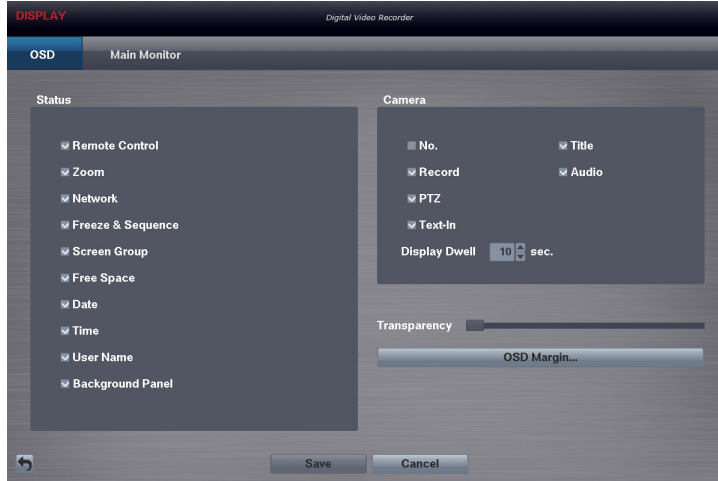 DISPLAY
Digital Video Recorder
OSD
Main Monitor
Status
Remote Control
Zoom
Network
Freeze & Sequence
Screen Group
Free Space
Date
Time
User Name
Background Panel
Camera
No.
Title
Record
Audio
PTZ
Text-In
Display Dwell 10 sec.
Transparency
OSD Margin...
Save
Cancel